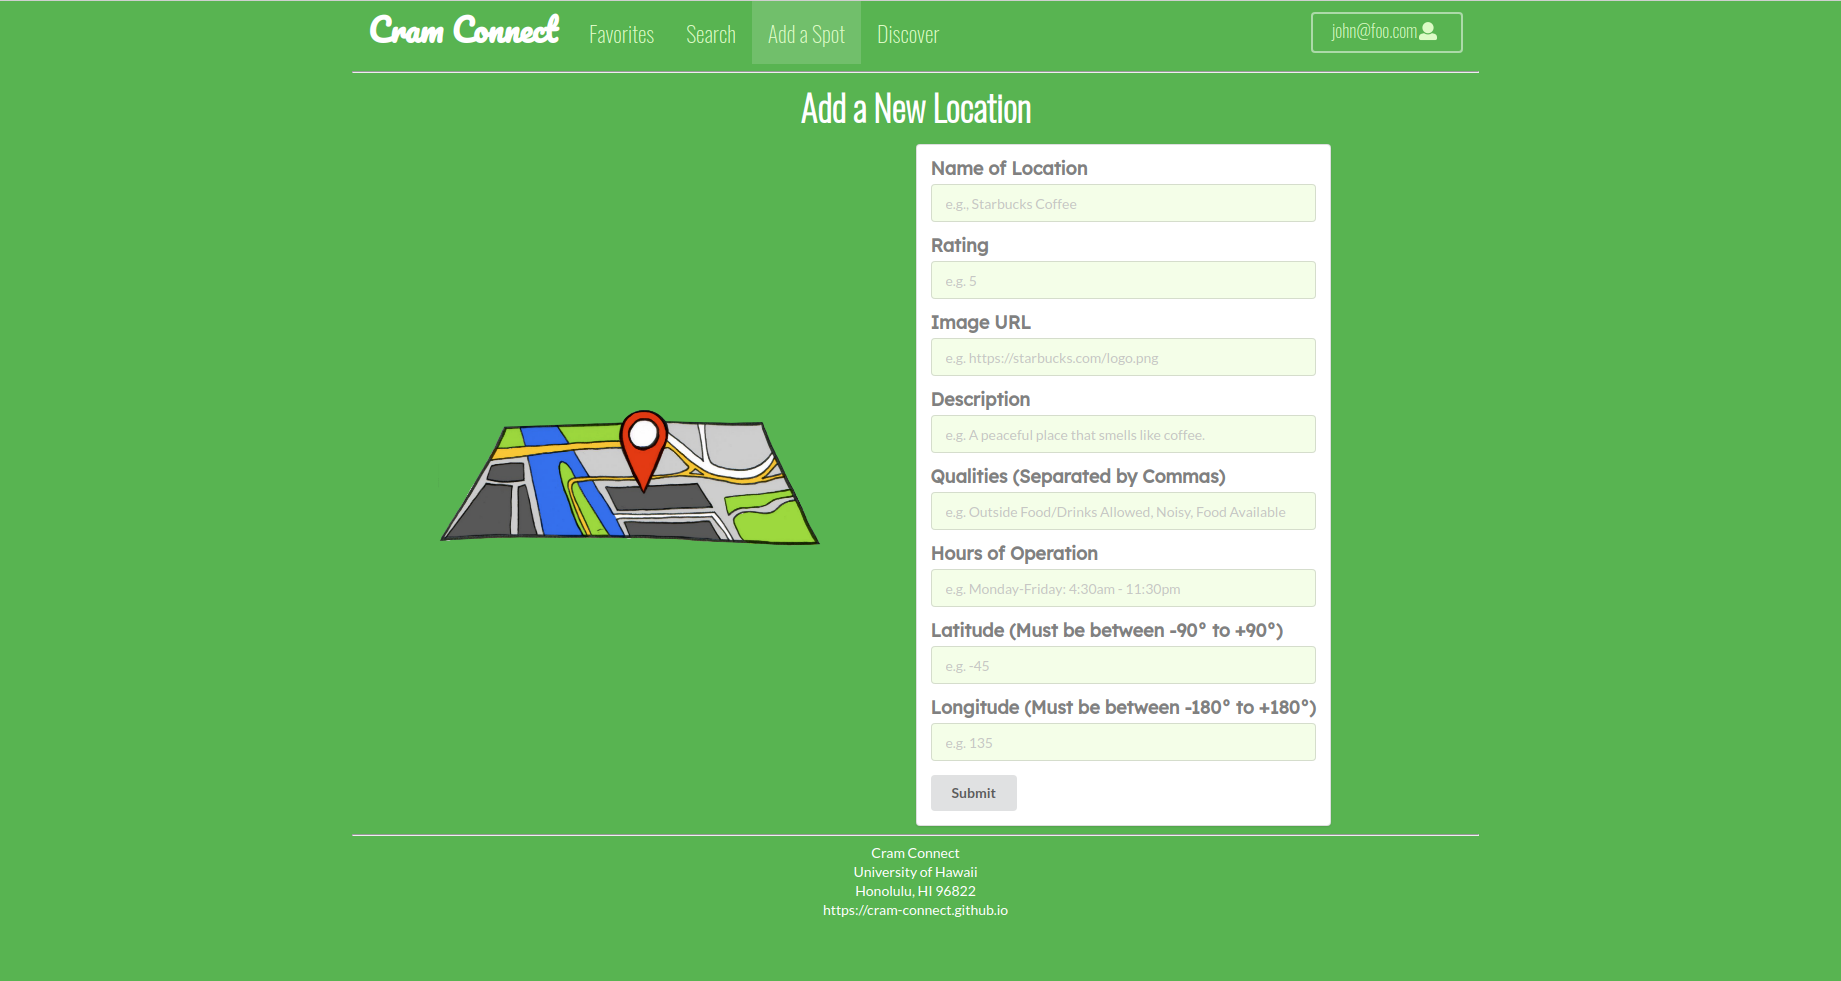 Cram Connect Favorites Search Add a Spot Discover john@foo.com
Add a New Location
Name of Location
e.g., Starbucks Coffee
Rating
e.g. 5
Image URL
e.g. https://starbucks.com/logo.png
Description
e.g. A peaceful place that smells like coffee.
Qualities (Separated by Commas)
e.g. Outside Food/Drinks Allowed, Noisy, Food Available
Hours of Operation
e.g. Monday-Friday: 4:30am - 11:30pm
Latitude (Must be between -90° to +90°)
e.g. -45
Longitude (Must be between -180° to +180°)
e.g. 135
Submit
Cram Connect
University of Hawaii
Honolulu, HI 96822
https://cram-connect.github.io